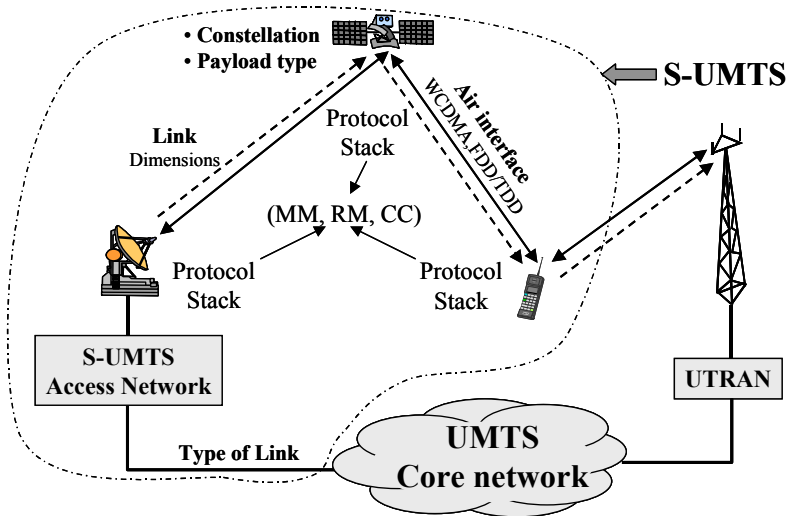 • Constellation
• Payload type
S-UMTS
Link
Dimensions
Protocol
Stack
Air interface
WCDMA,FDD/TDD
(MM, RM, CC)
Protocol
Stack
Protocol
Stack
S-UMTS
Access Network
UTRAN
Type of Link
UMTS
Core network